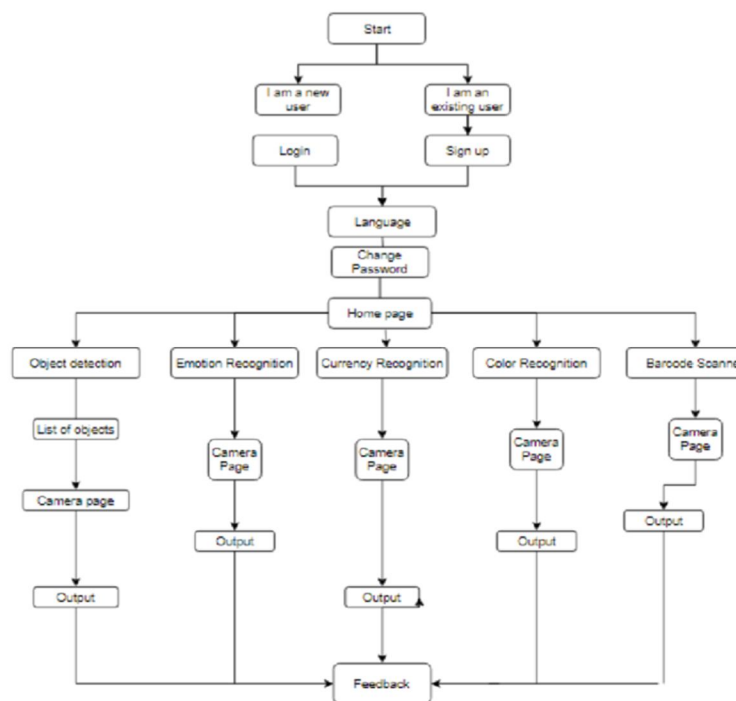 Start
I am a new
user
I am an
existing user
Login
Sign up
Language
Change
Password
Home page
Object detection
Emotion Recognition
Currency Recognition
Color Recognition
Barcode Scanne
List of objects
Camera
Page
Camera
Page
Camera
Page
Camera
Page
Camera page
Output
Output
Output
Output
Output
Feedback